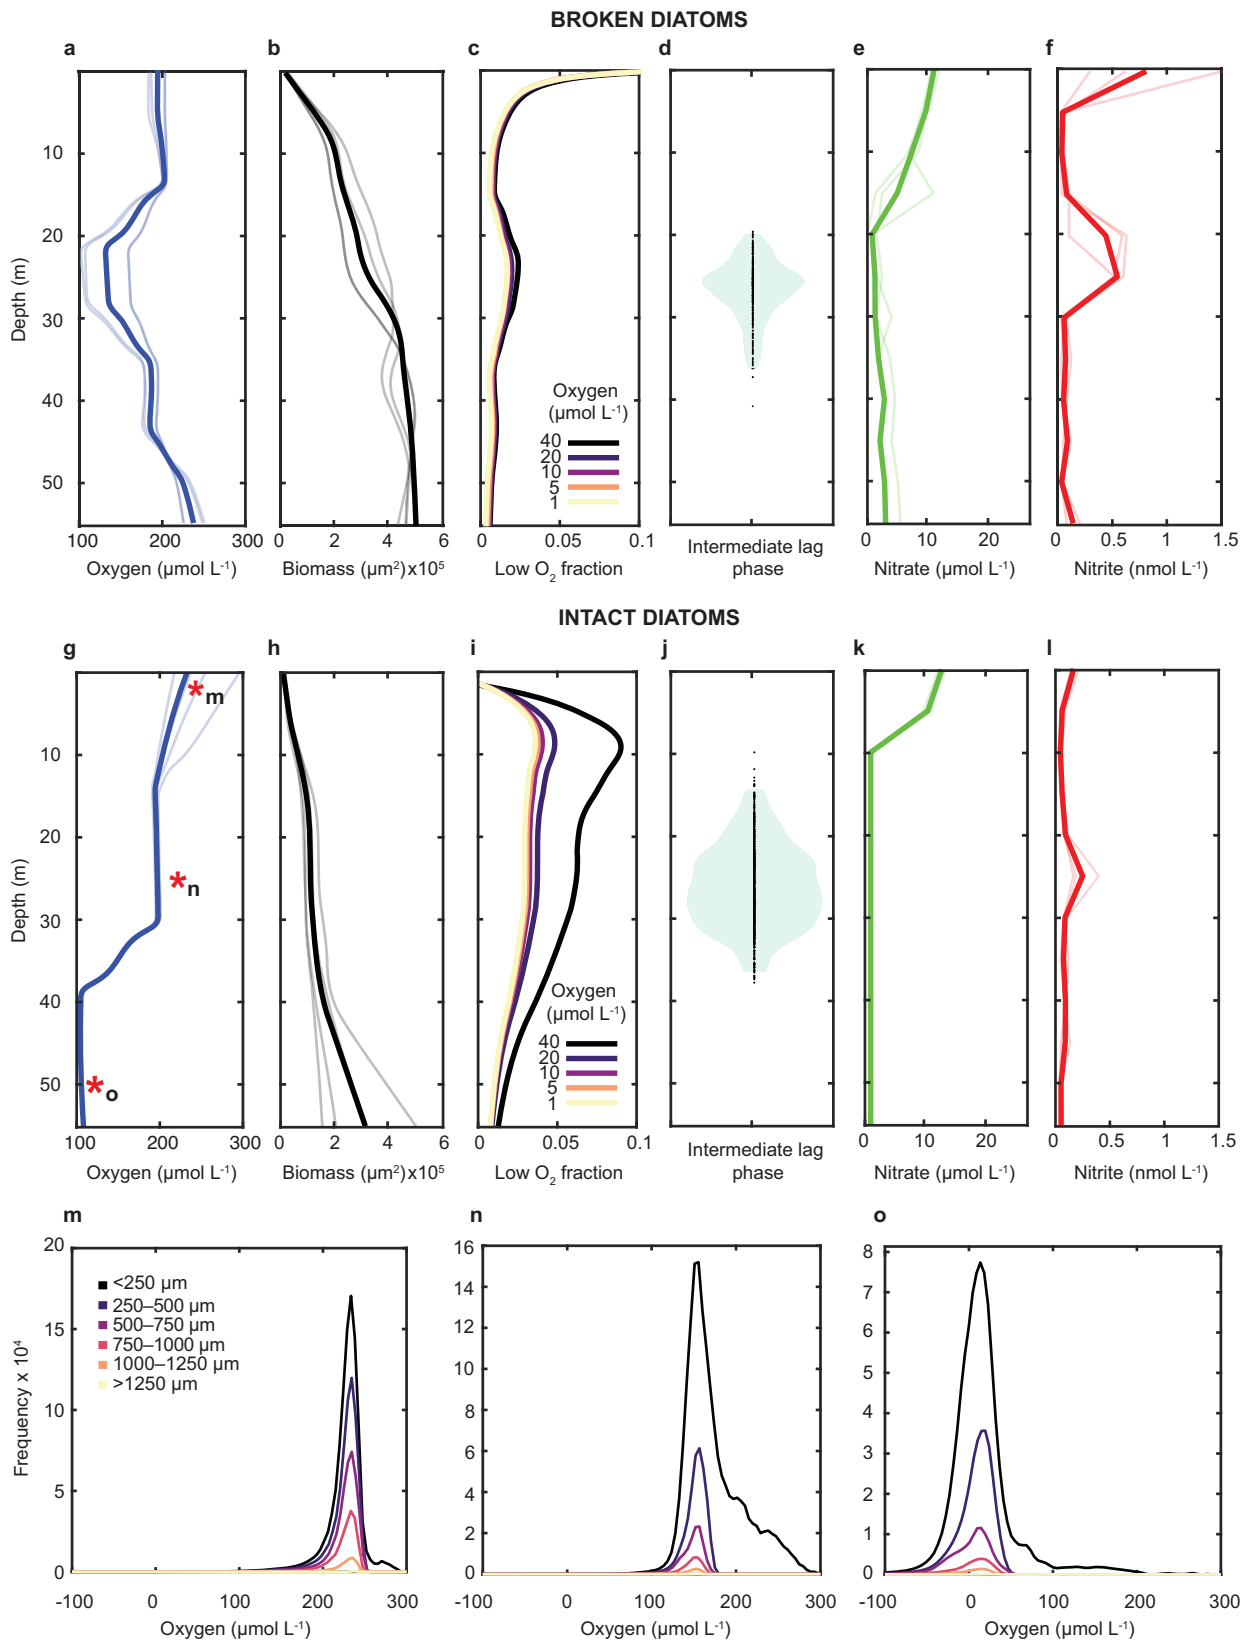 BROKEN DIATOMS
a b c d e f
Depth (m)
10
20
30
40
50
100 200 300
Oxygen (µmol L⁻¹)
0 2 4 6
Biomass (µm²)x10⁵
Oxygen
(µmol L⁻¹)
40
20
10
5
1
0 0.05 0.1
Low O₂ fraction
Intermediate lag
phase
0 10 20
Nitrate (µmol L⁻¹)
0 0.5 1 1.5
Nitrite (nmol L⁻¹)
INTACT DIATOMS
g h i j k l
Depth (m)
10
20
30
40
50
*m
*n
*o
100 200 300
Oxygen (µmol L⁻¹)
0 2 4 6
Biomass (µm²)x10⁵
Oxygen
(µmol L⁻¹)
40
20
10
5
1
0 0.05 0.1
Low O₂ fraction
Intermediate lag
phase
0 10 20
Nitrate (µmol L⁻¹)
0 0.5 1 1.5
Nitrite (nmol L⁻¹)
m
Frequency x 10⁴
20
15
10
5
0
<250 µm
250–500 µm
500–750 µm
750–1000 µm
1000–1250 µm
>1250 µm
-100 0 100 200 300
Oxygen (µmol L⁻¹)
n
16
14
12
10
8
6
4
2
0
-100 0 100 200 300
Oxygen (µmol L⁻¹)
o
8
7
6
5
4
3
2
1
0
-100 0 100 200 300
Oxygen (µmol L⁻¹)